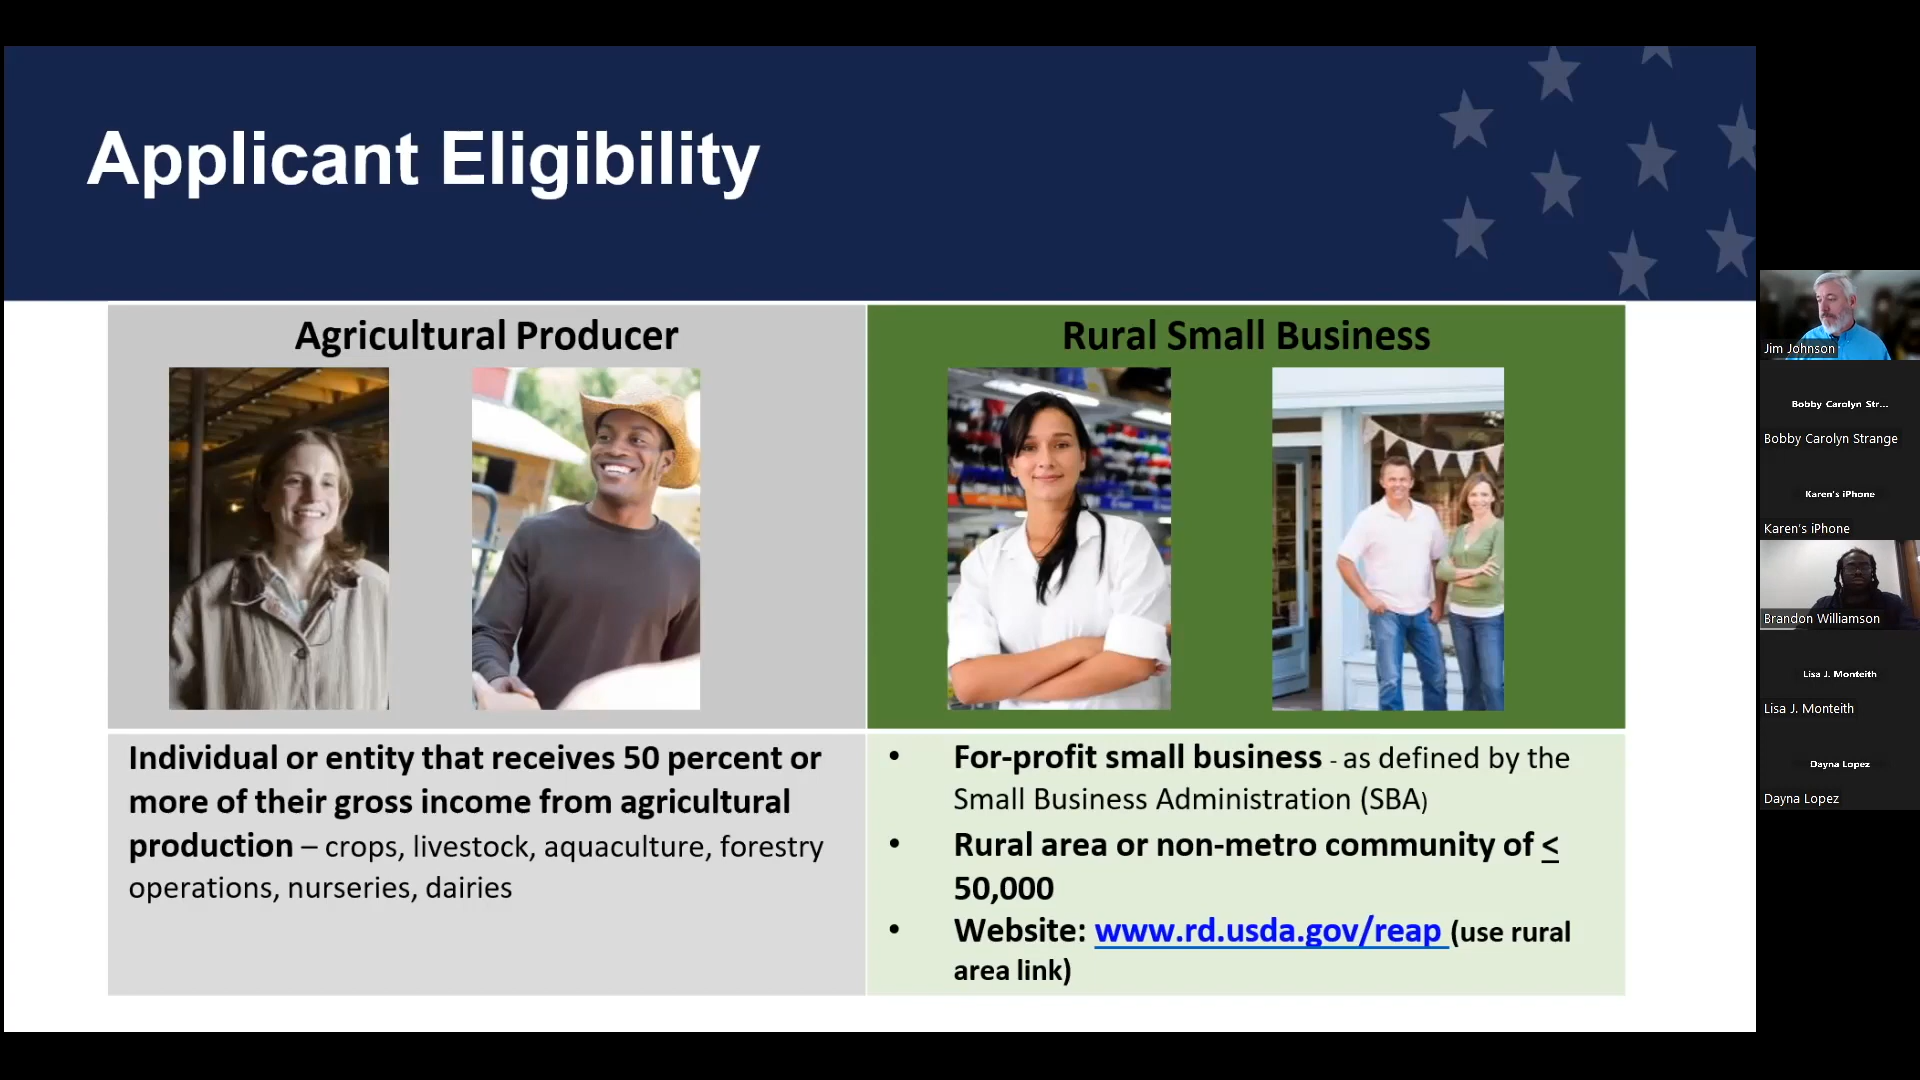 Applicant Eligibility
Agricultural Producer
Rural Small Business
Individual or entity that receives 50 percent or
more of their gross income from agricultural
production – crops, livestock, aquaculture, forestry
operations, nurseries, dairies
• For-profit small business - as defined by the
Small Business Administration (SBA)
• Rural area or non-metro community of <
50,000
• Website: www.rd.usda.gov/reap (use rural
area link)
Jim Johnson
Bobby Carolyn Str...
Bobby Carolyn Strange
Karen's iPhone
Karen's iPhone
Brandon Williamson
Lisa J. Monteith
Lisa J. Monteith
Dayna Lopez
Dayna Lopez